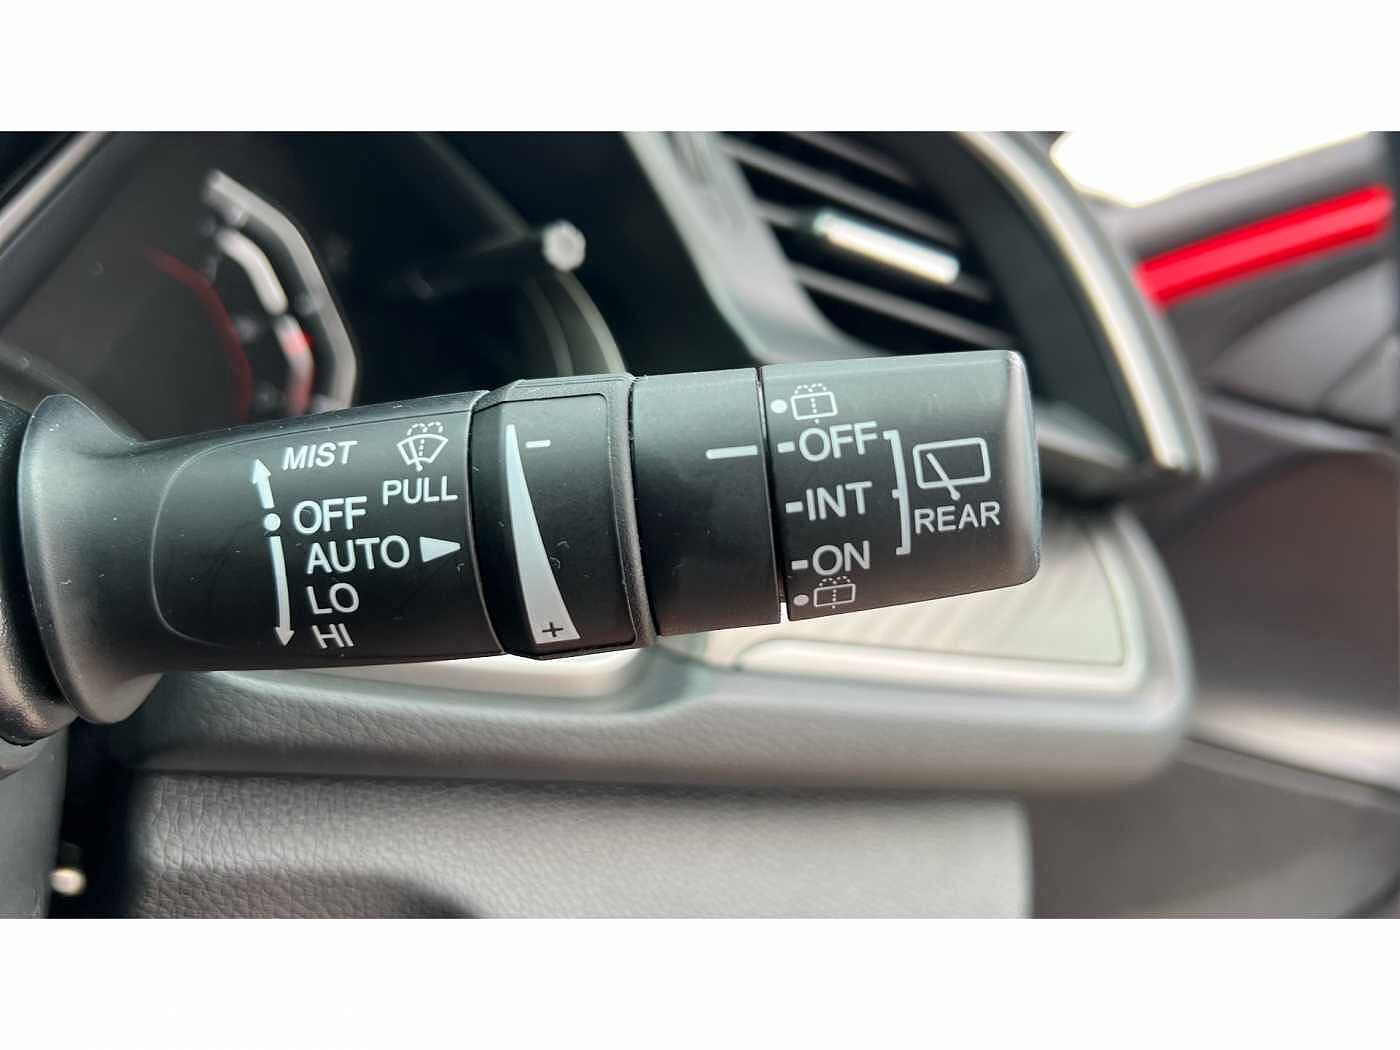 MIST
PULL
OFF
AUTO
LO
HI
-
+
OFF
INT
ON
REAR